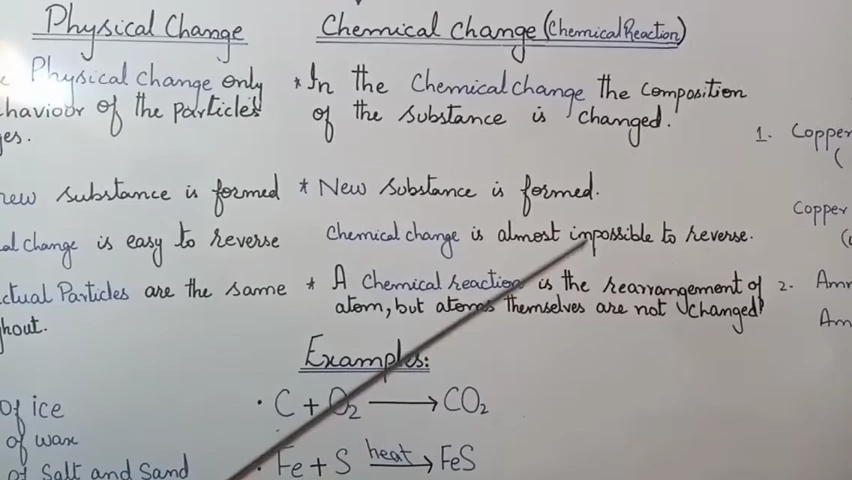 Physical Change
Physical change only
haviour of the particles
ges.
new substance is formed
al change is easy to reverse
ctual Particles are the same
ghout.
Of ice
of wax
of Salt and Sand
Chemical change (Chemical Reaction)
* In the Chemical change the composition
of the substance is changed.
* New substance is formed.
Chemical change is almost impossible to reverse.
* A Chemical reaction is the rearrangement of
atom, but atoms themselves are not changed
Examples:
· C + O₂ → CO₂
· Fe + S heat→ FeS
1. Copper
(
Copper
2. Am
Am